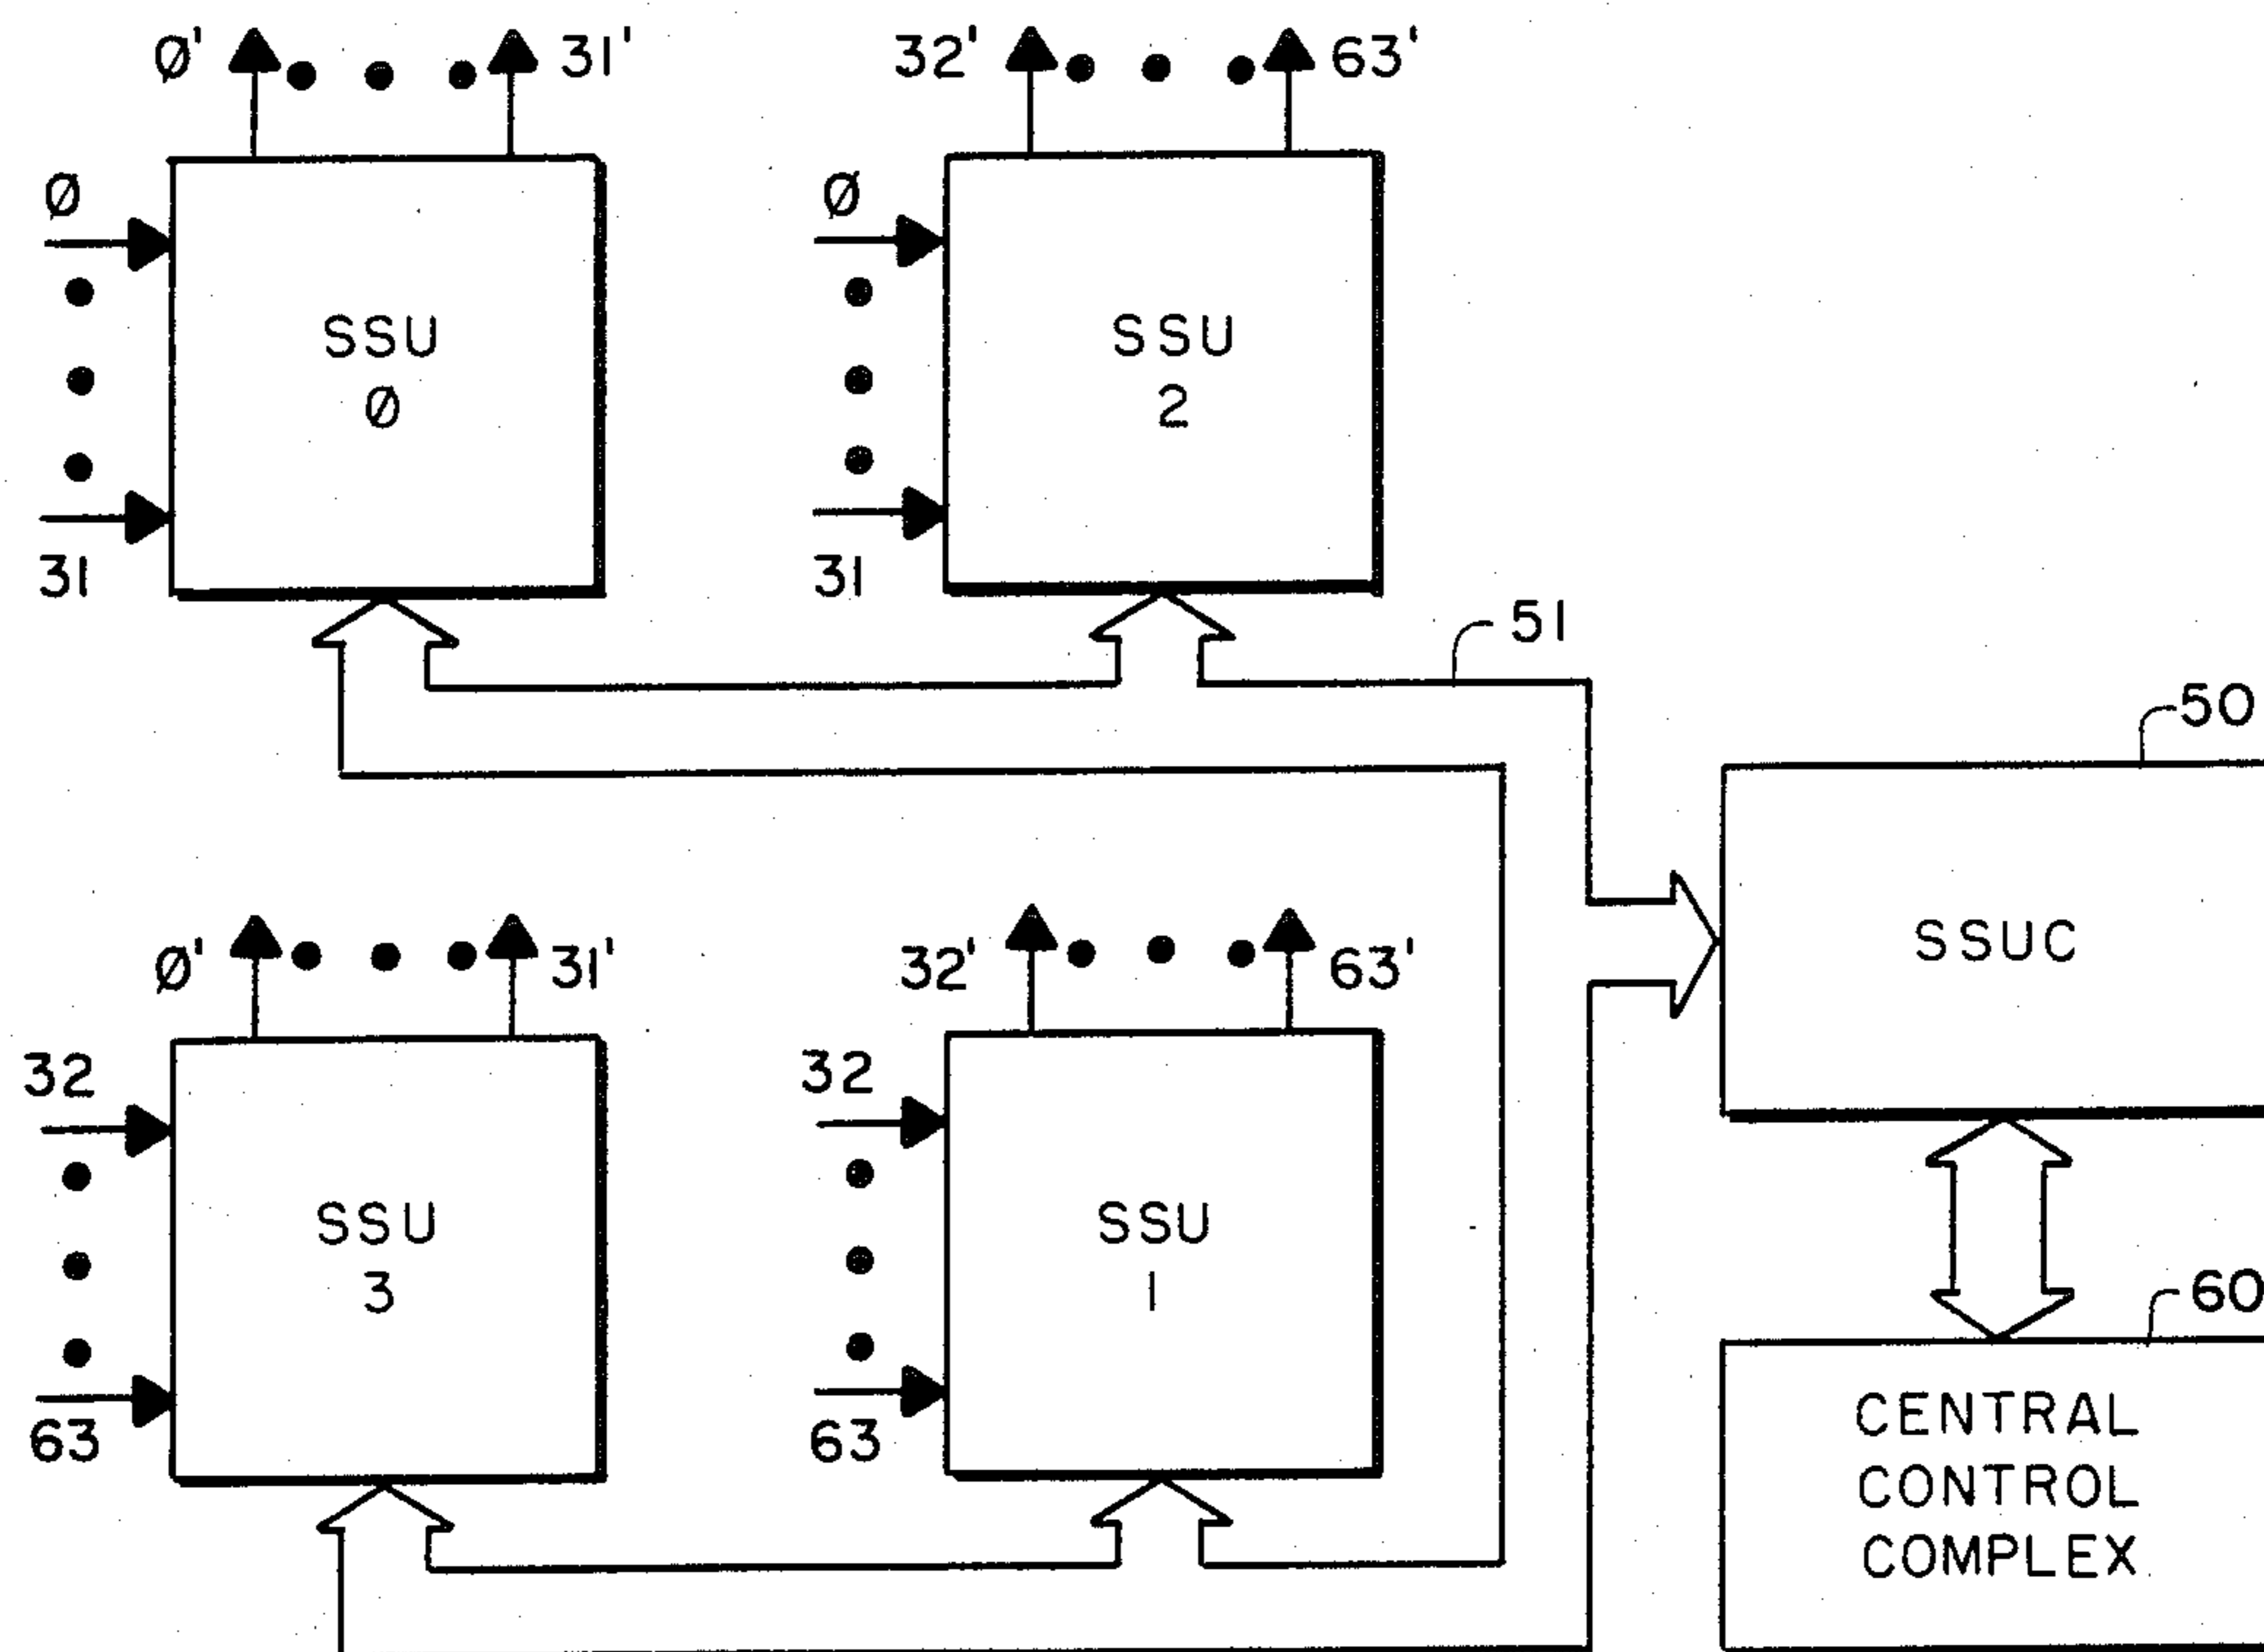 Ø' 31' 32' 63'
Ø Ø
SSU
Ø
SSU
2
31 31
51
50
SSUC
Ø' 31' 32' 63'
32 32
SSU
3
SSU
1
63 63
60
CENTRAL
CONTROL
COMPLEX